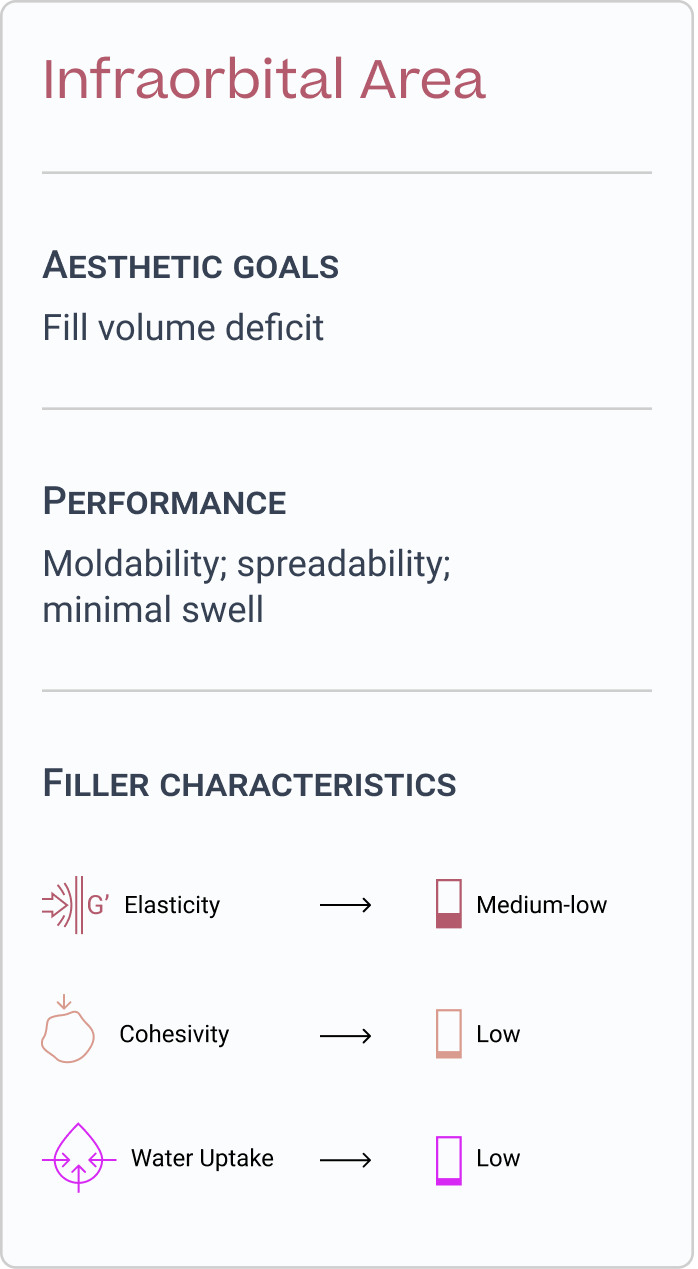 Infraorbital Area
AESTHETIC GOALS
Fill volume deficit
PERFORMANCE
Moldability; spreadability;
minimal swell
FILLER CHARACTERISTICS
G’ Elasticity → Medium-low
Cohesivity → Low
Water Uptake → Low